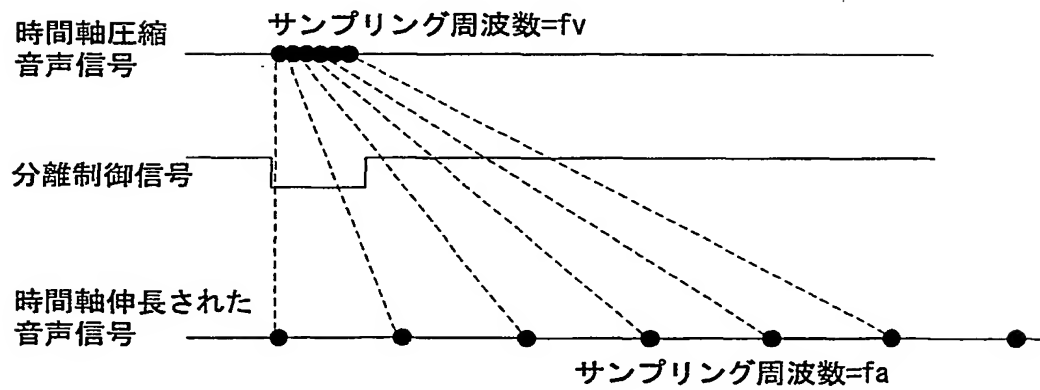 サンプリング周波数=fv
時間軸圧縮
音声信号
分離制御信号
時間軸伸長された
音声信号
サンプリング周波数=fa